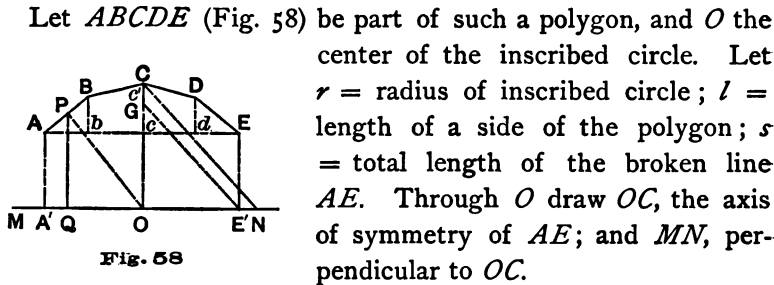 Let ABCDE (Fig. 58) be part of such a polygon, and O the
center of the inscribed circle. Let
r = radius of inscribed circle; l =
length of a side of the polygon; s
= total length of the broken line
AE. Through O draw OC, the axis
of symmetry of AE; and MN, per-
pendicular to OC.
C
B D
c'
P
G
A b c d E
M A' Q O E' N
Fig. 58